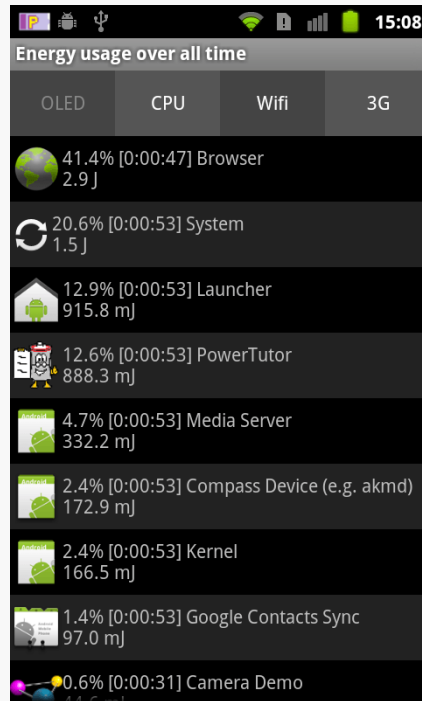 15:08
Energy usage over all time
OLED CPU Wifi 3G
41.4% [0:00:47] Browser
2.9 J
20.6% [0:00:53] System
1.5 J
12.9% [0:00:53] Launcher
915.8 mJ
12.6% [0:00:53] PowerTutor
888.3 mJ
4.7% [0:00:53] Media Server
332.2 mJ
2.4% [0:00:53] Compass Device (e.g. akmd)
172.9 mJ
2.4% [0:00:53] Kernel
166.5 mJ
1.4% [0:00:53] Google Contacts Sync
97.0 mJ
0.6% [0:00:31] Camera Demo